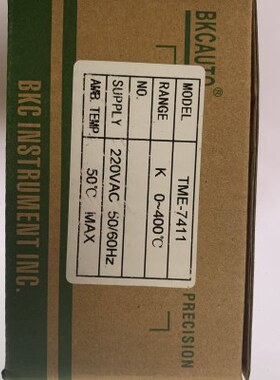 BKCAUTO®
PRECISION
MODEL TME-7411
RANGE K 0~400℃
NO.
SUPPLY 220VAC 50/60Hz
AMB. TEMP. 50℃ MAX
BKC INSTRUMENT INC.